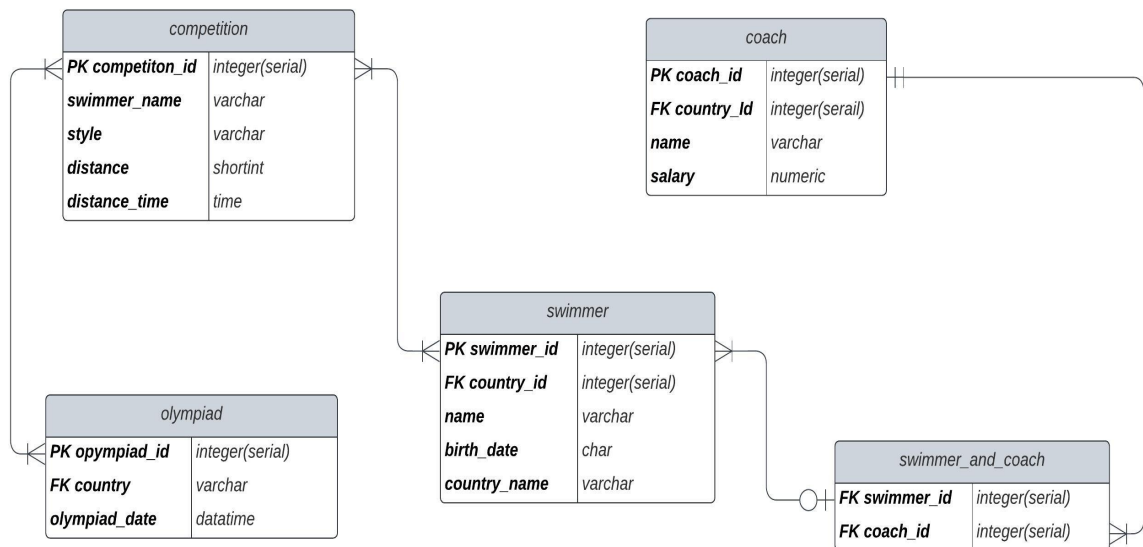 competition
PK competiton_id integer(serial)
swimmer_name varchar
style varchar
distance shortint
distance_time time
coach
PK coach_id integer(serial)
FK country_Id integer(serail)
name varchar
salary numeric
swimmer
PK swimmer_id integer(serial)
FK country_id integer(serial)
name varchar
birth_date char
country_name varchar
olympiad
PK opympiad_id integer(serial)
FK country varchar
olympiad_date datatime
swimmer_and_coach
FK swimmer_id integer(serial)
FK coach_id integer(serial)